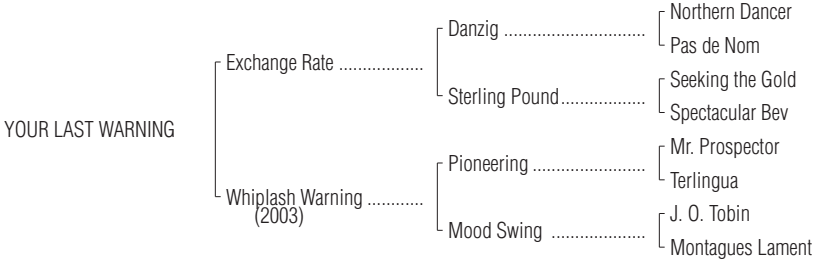 Northern Dancer
Danzig ..............................
Pas de Nom
Exchange Rate ..................
Seeking the Gold
Sterling Pound..................
Spectacular Bev
YOUR LAST WARNING
Mr. Prospector
Pioneering ........................
Terlingua
Whiplash Warning ............
(2003)
J. O. Tobin
Mood Swing ....................
Montagues Lament